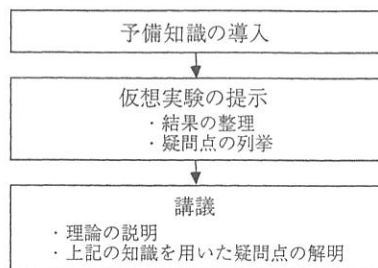 予備知識の導入
仮想実験の提示
・結果の整理
・疑問点の列挙
講議
・理論の説明
・上記の知識を用いた疑問点の解明